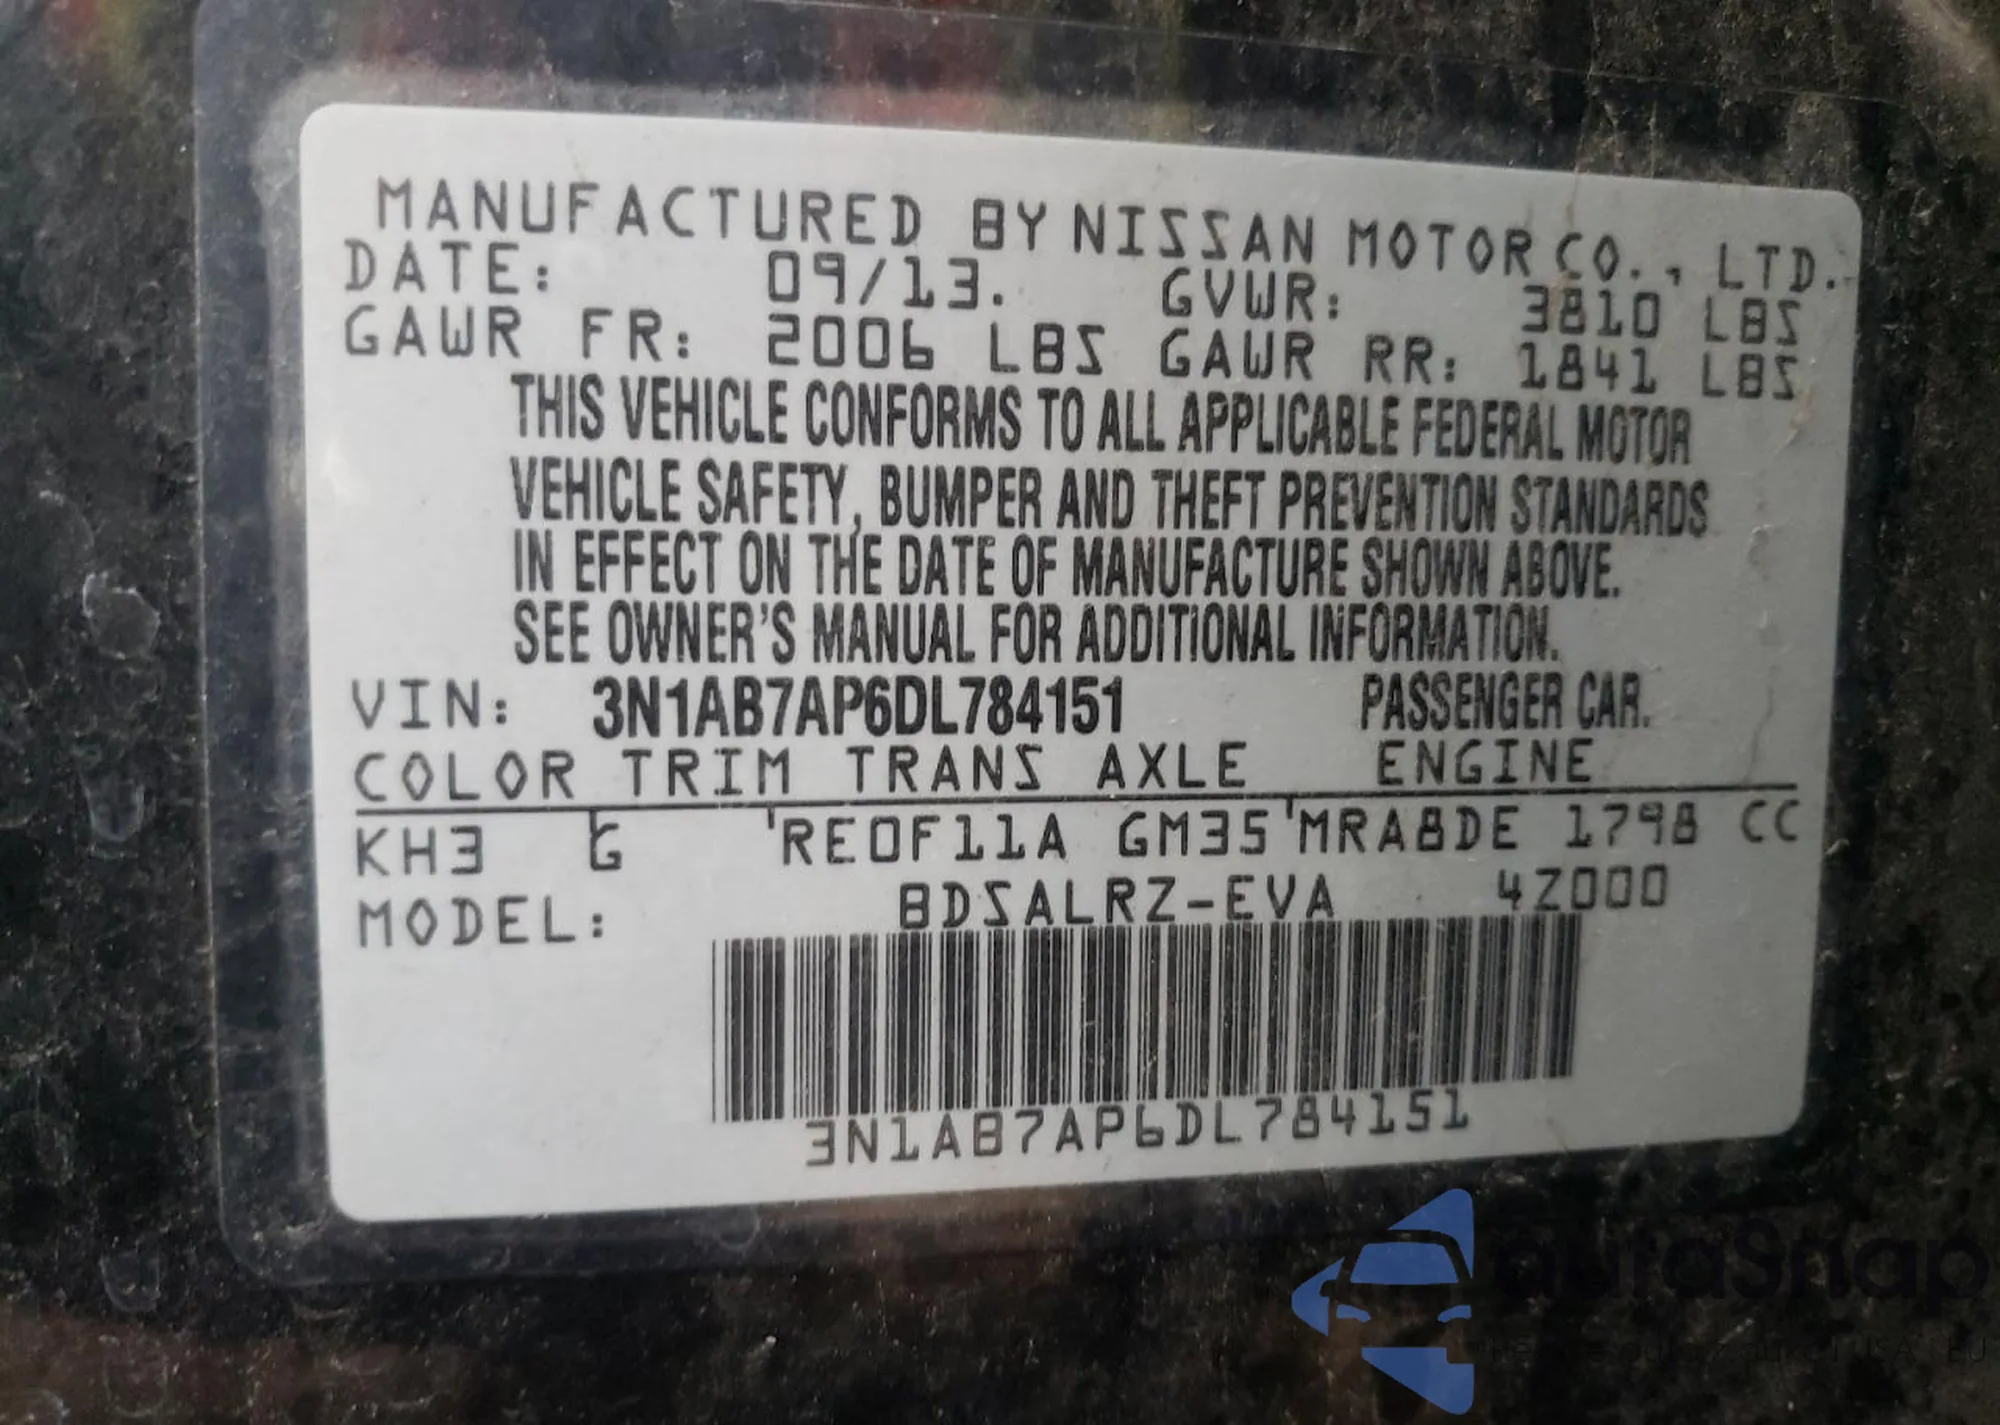 MANUFACTURED BY NISSAN MOTOR CO., LTD.
DATE: 09/13. GVWR: 3810 LBS
GAWR FR: 2006 LBS GAWR RR: 1841 LBS
THIS VEHICLE CONFORMS TO ALL APPLICABLE FEDERAL MOTOR
VEHICLE SAFETY, BUMPER AND THEFT PREVENTION STANDARDS
IN EFFECT ON THE DATE OF MANUFACTURE SHOWN ABOVE.
SEE OWNER'S MANUAL FOR ADDITIONAL INFORMATION.
VIN: 3N1AB7AP6DL784151 PASSENGER CAR.
COLOR TRIM TRANS AXLE ENGINE
KH3 G RE0F11A GM35 MRA8DE 1798 CC
MODEL: BDSALRZ-EVA 4Z000
3N1AB7AP6DL784151
autoSnap